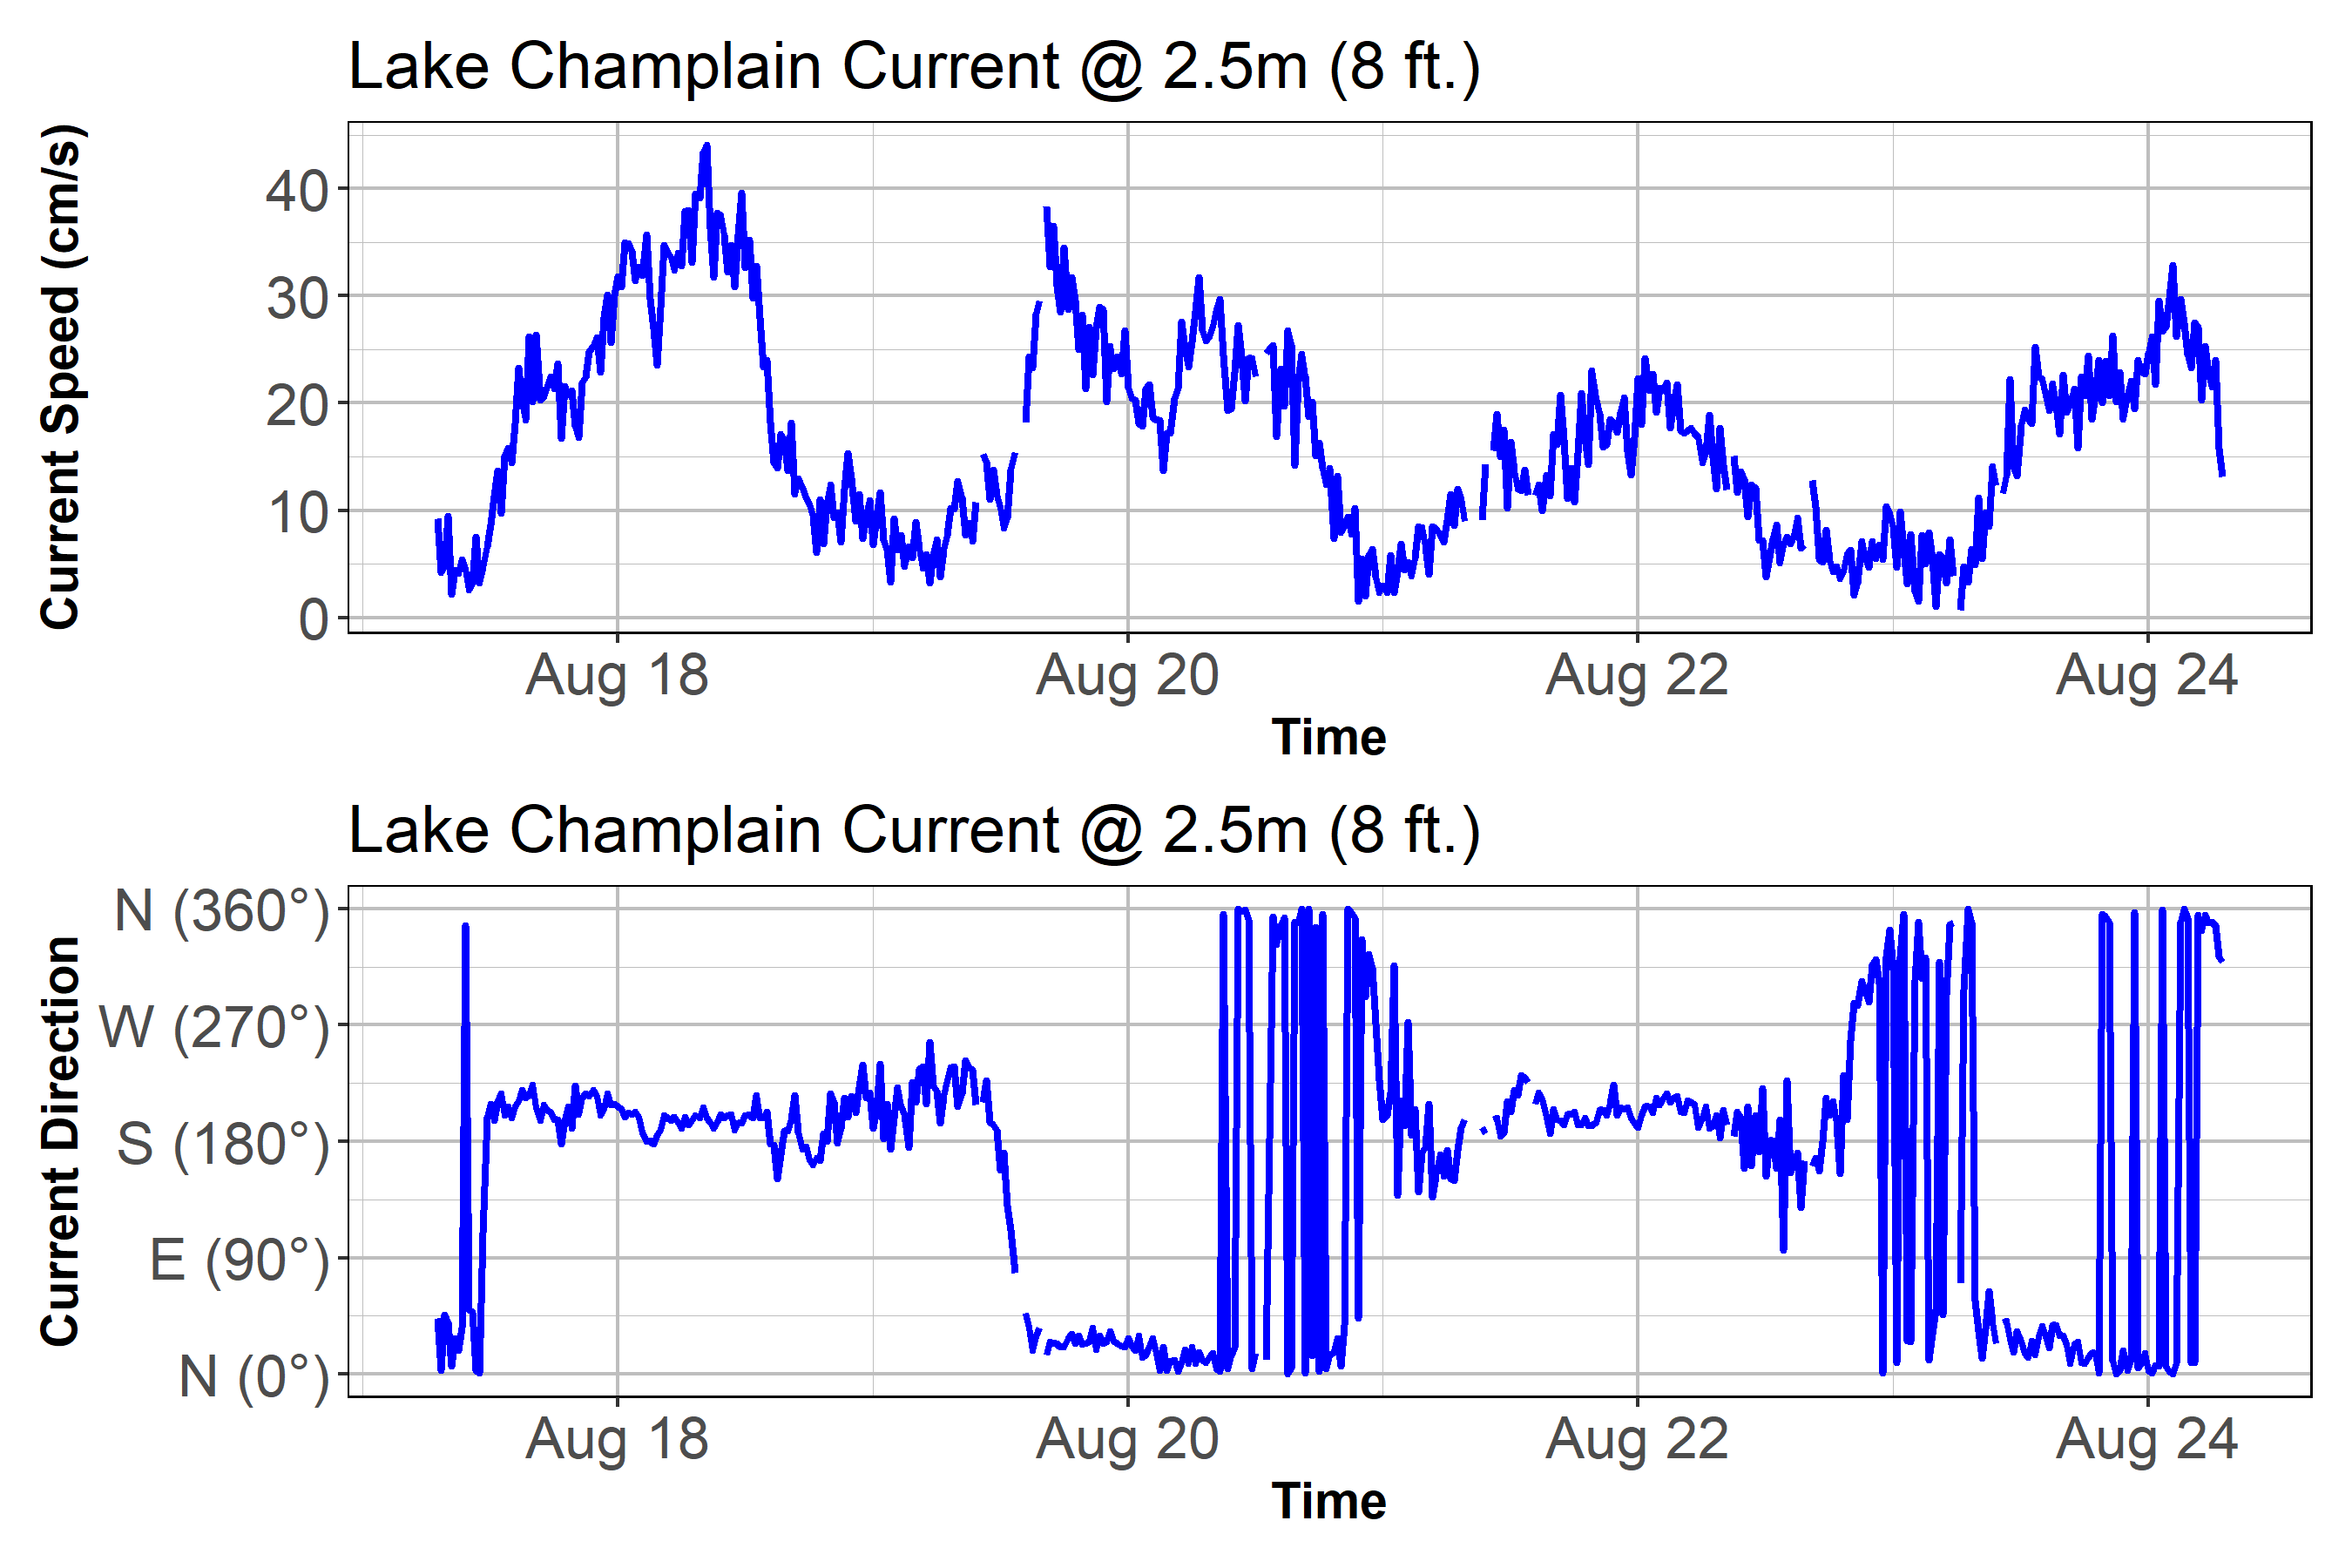 Lake Champlain Current @ 2.5m (8 ft.)
Current Speed (cm/s)
40
30
20
10
0
Aug 18 Aug 20 Aug 22 Aug 24
Time
Lake Champlain Current @ 2.5m (8 ft.)
Current Direction
N (360°)
W (270°)
S (180°)
E (90°)
N (0°)
Aug 18 Aug 20 Aug 22 Aug 24
Time